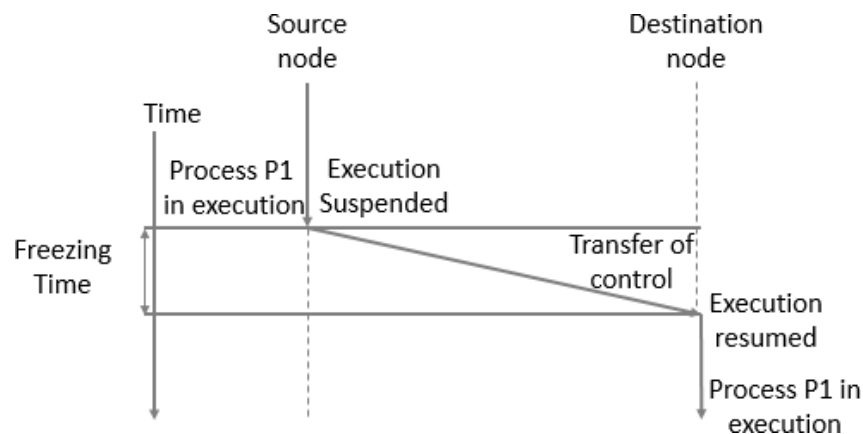 Source
node
Destination
node
Time
Process P1
in execution
Execution
Suspended
Freezing
Time
Transfer of
control
Execution
resumed
Process P1 in
execution